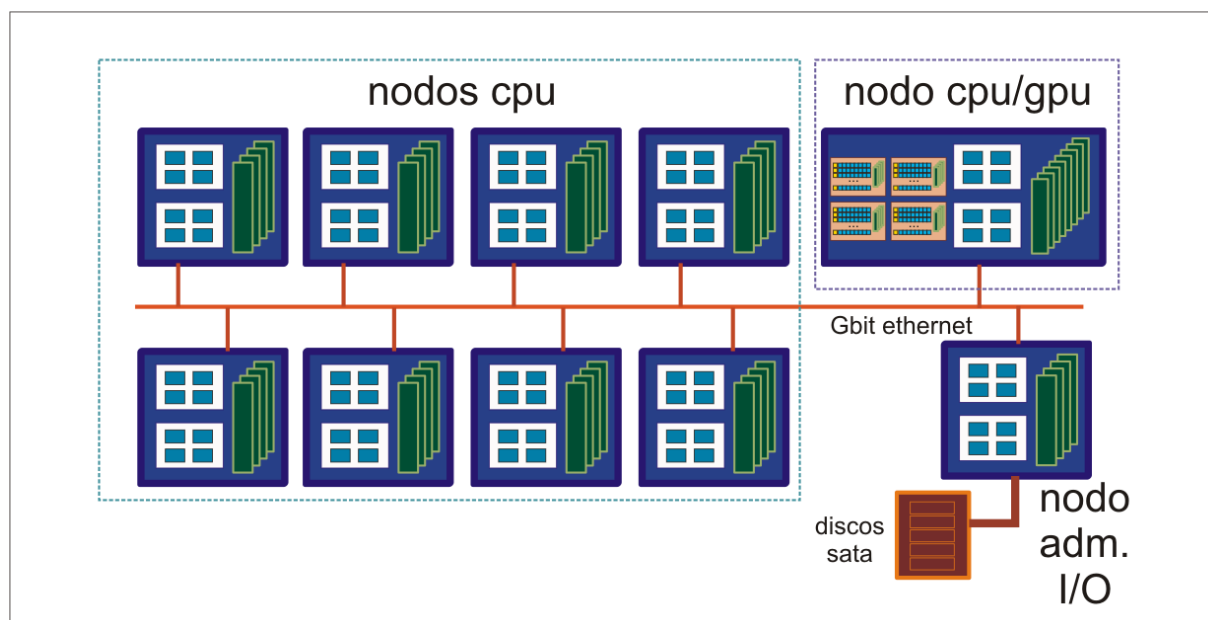 nodos cpu
nodo cpu/gpu
Gbit ethernet
discos
sata
nodo
adm.
I/O